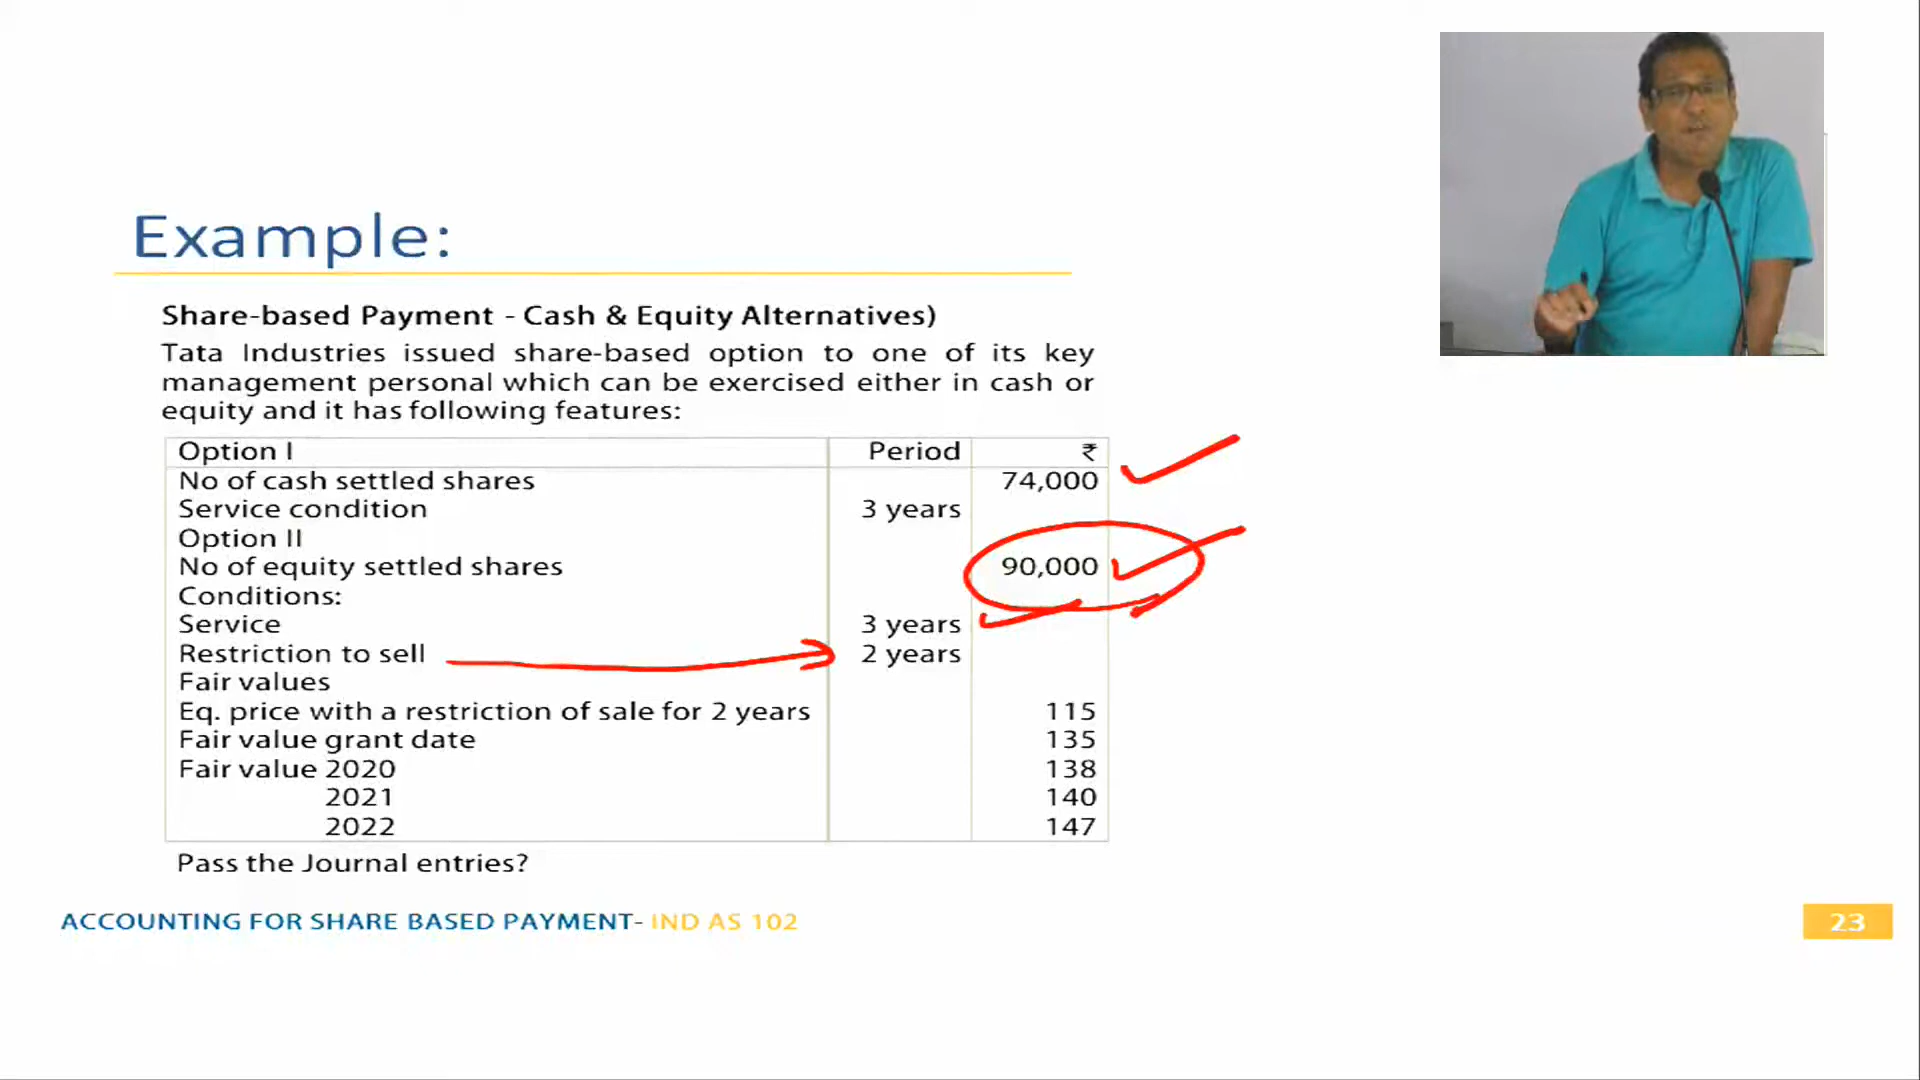 Example:
Share-based Payment - Cash & Equity Alternatives)
Tata Industries issued share-based option to one of its key
management personal which can be exercised either in cash or
equity and it has following features:
Option I Period ₹
No of cash settled shares 74,000
Service condition 3 years
Option II
No of equity settled shares 90,000
Conditions:
Service 3 years
Restriction to sell 2 years
Fair values
Eq. price with a restriction of sale for 2 years 115
Fair value grant date 135
Fair value 2020 138
2021 140
2022 147
Pass the Journal entries?
ACCOUNTING FOR SHARE BASED PAYMENT- IND AS 102
23